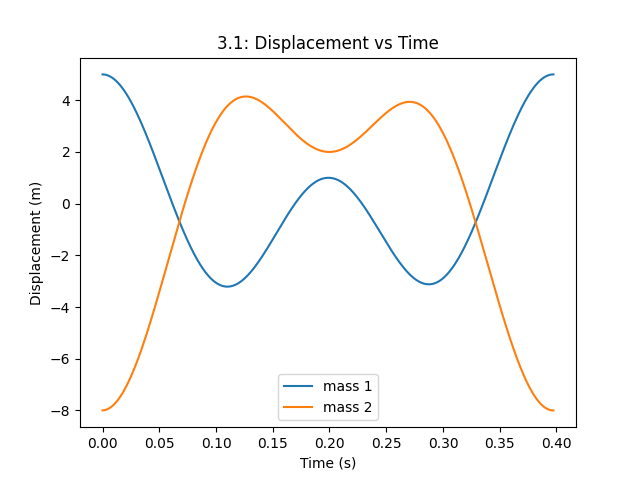 3.1: Displacement vs Time
Displacement (m)
4
2
0
−2
−4
−6
−8
mass 1
mass 2
0.00 0.05 0.10 0.15 0.20 0.25 0.30 0.35 0.40
Time (s)